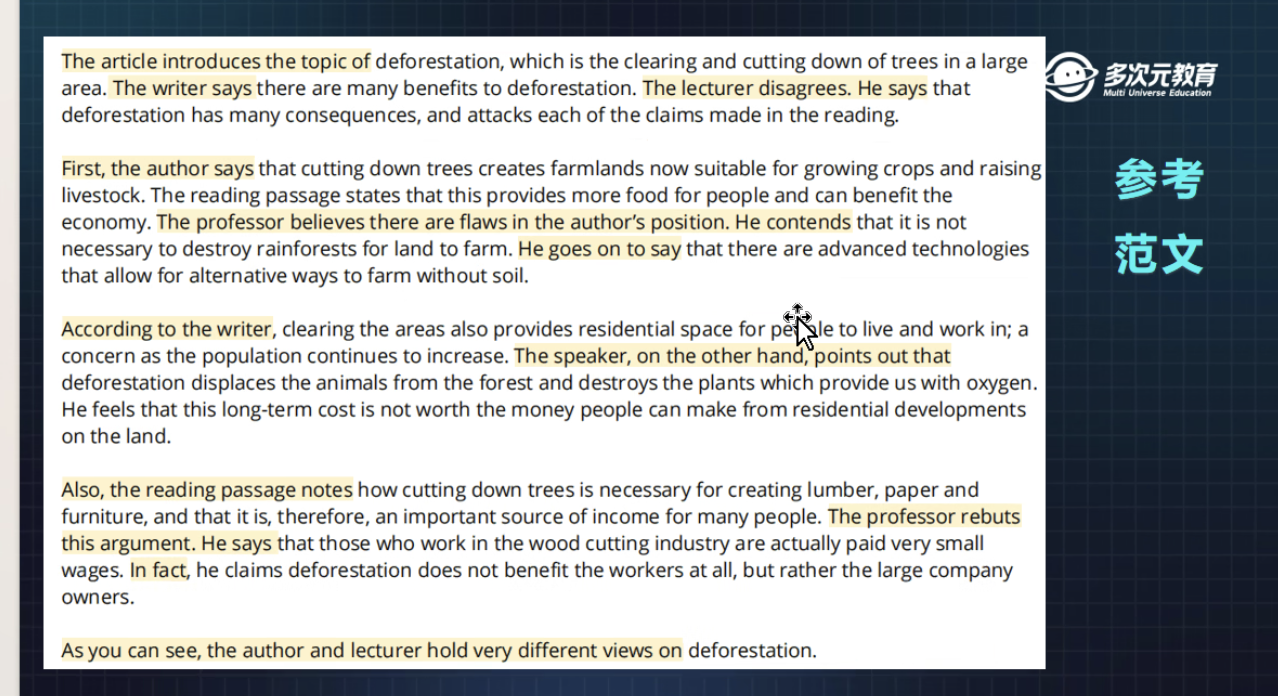 The article introduces the topic of deforestation, which is the clearing and cutting down of trees in a large
area. The writer says there are many benefits to deforestation. The lecturer disagrees. He says that
deforestation has many consequences, and attacks each of the claims made in the reading.
First, the author says that cutting down trees creates farmlands now suitable for growing crops and raising
livestock. The reading passage states that this provides more food for people and can benefit the
economy. The professor believes there are flaws in the author’s position. He contends that it is not
necessary to destroy rainforests for land to farm. He goes on to say that there are advanced technologies
that allow for alternative ways to farm without soil.
According to the writer, clearing the areas also provides residential space for people to live and work in; a
concern as the population continues to increase. The speaker, on the other hand, points out that
deforestation displaces the animals from the forest and destroys the plants which provide us with oxygen.
He feels that this long-term cost is not worth the money people can make from residential developments
on the land.
Also, the reading passage notes how cutting down trees is necessary for creating lumber, paper and
furniture, and that it is, therefore, an important source of income for many people. The professor rebuts
this argument. He says that those who work in the wood cutting industry are actually paid very small
wages. In fact, he claims deforestation does not benefit the workers at all, but rather the large company
owners.
As you can see, the author and lecturer hold very different views on deforestation.
多次元教育
Multi Universe Education
参考
范文